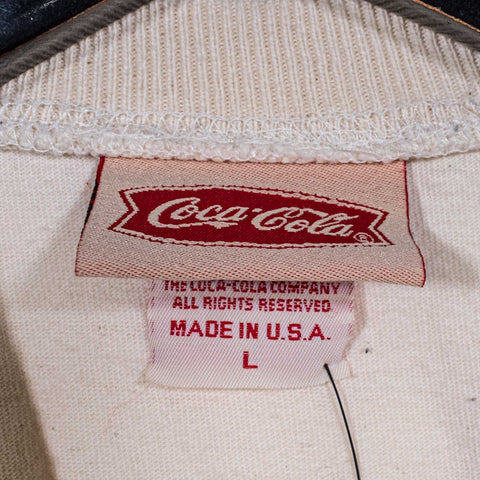 Coca-Cola ®
THE COCA-COLA COMPANY
ALL RIGHTS RESERVED
MADE IN U.S.A.
L